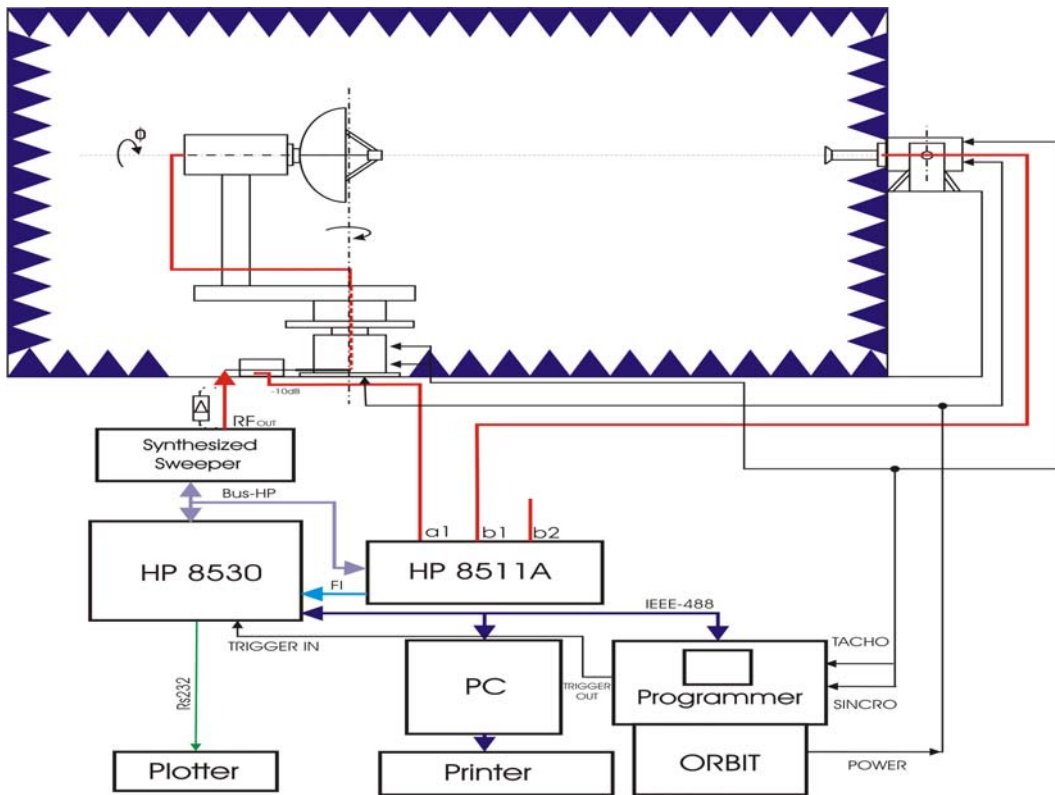 ϕ
-10dB
RFOUT
Synthesized
Sweeper
Bus-HP
a1
b1
b2
HP 8530
HP 8511A
FI
IEEE-488
TRIGGER IN
TACHO
PC
TRIGGER
OUT
Programmer
SINCRO
Rs232
Plotter
Printer
ORBIT
POWER